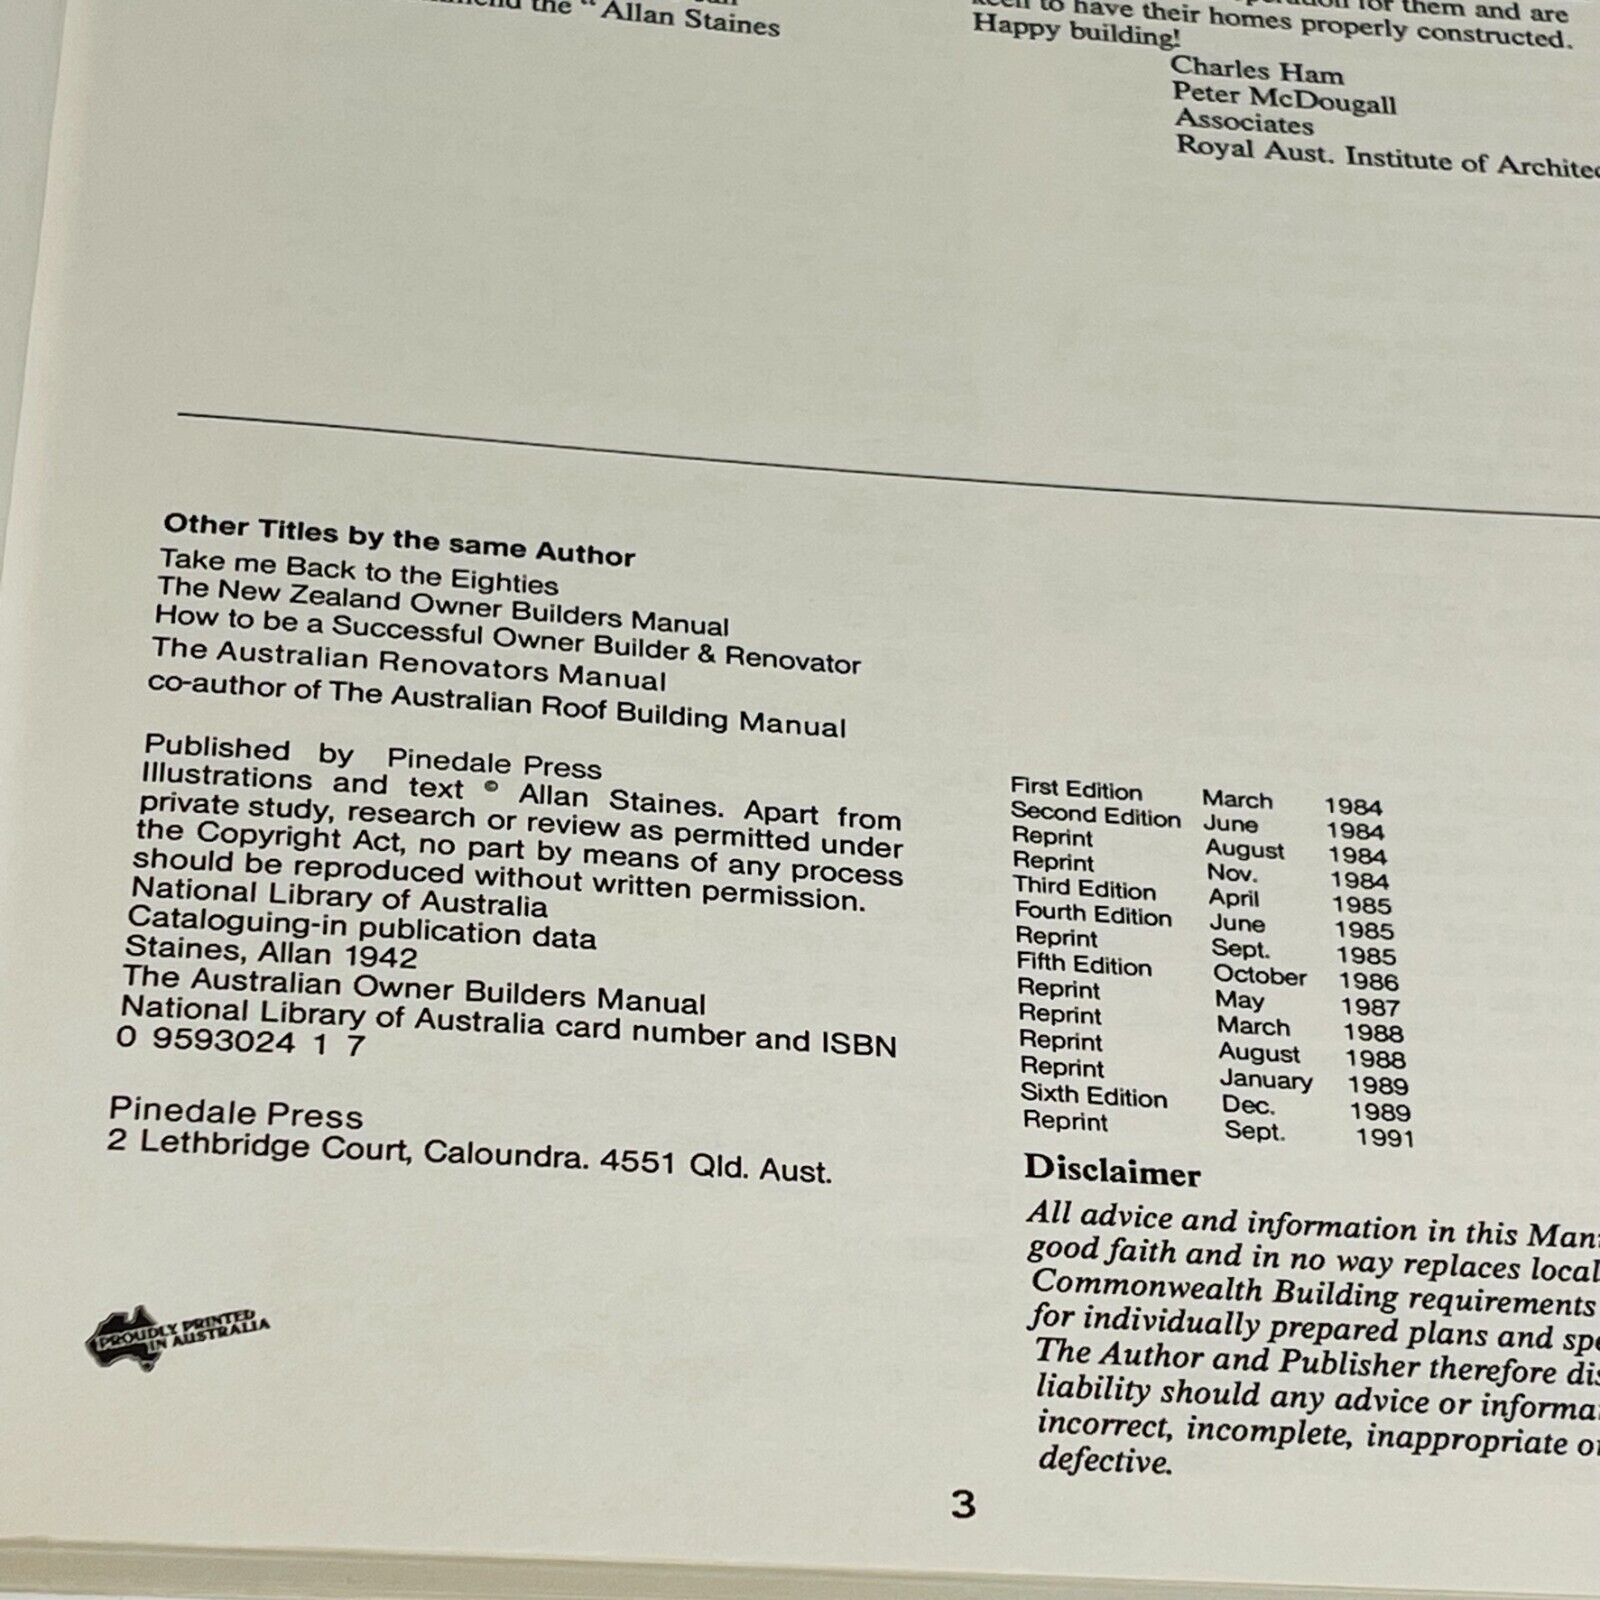 the "Allan Staines
to have their homes properly constructed.
for them and are
Happy building!
Charles Ham
Peter McDougall
Associates
Royal Aust. Institute of
Other Titles by the same Author
Take me Back to the Eighties
The New Zealand Owner Builders Manual
How to be a Successful Owner Builder & Renovator
The Australian Renovators Manual
co-author of The Australian Roof Building Manual
Published by Pinedale Press
Illustrations and text © Allan Staines. Apart from
private study, research or review as permitted under
the Copyright Act, no part by means of any process
should be reproduced without written permission.
National Library of Australia
Cataloguing-in publication data
Staines, Allan 1942
The Australian Owner Builders Manual
National Library of Australia card number and ISBN
0 9593024 1 7
Pinedale Press
2 Lethbridge Court, Caloundra. 4551 Qld. Aust.
PROUDLY PRINTED
IN AUSTRALIA
First Edition March 1984
Second Edition June 1984
Reprint August 1984
Reprint Nov. 1984
Third Edition April 1985
Fourth Edition June 1985
Reprint Sept. 1985
Fifth Edition October 1986
Reprint May 1987
Reprint March 1988
Reprint August 1988
Reprint January 1989
Sixth Edition Dec. 1989
Reprint Sept. 1991
Disclaimer
All advice and information in this
good faith and in no way replaces local
Commonwealth Building requirements
for individually prepared plans and
The Author and Publisher therefore
liability should any advice or
incorrect, incomplete, inappropriate
defective.
3